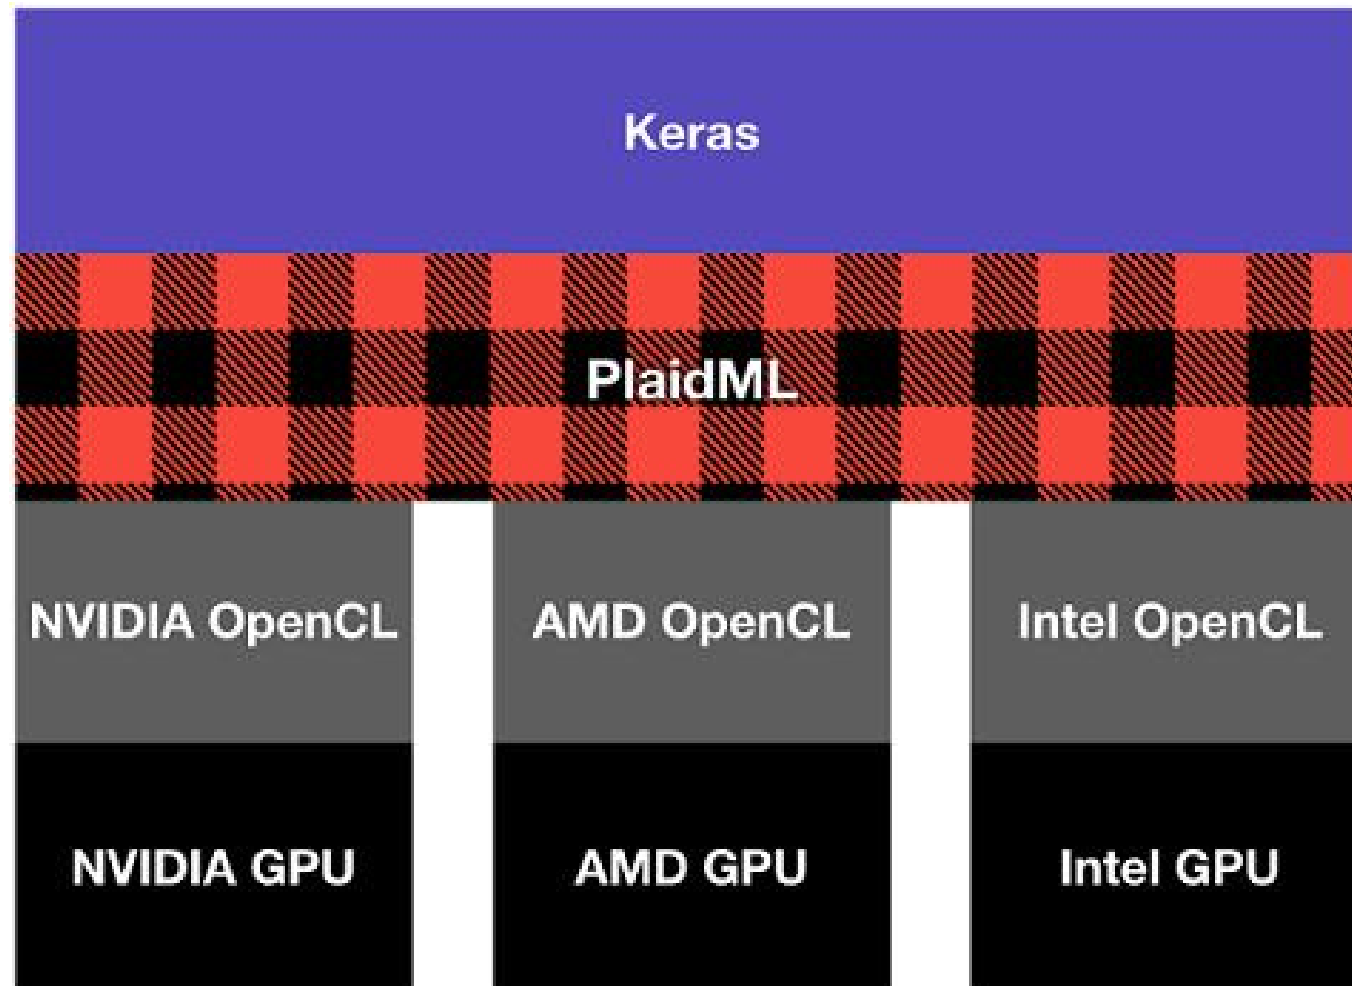 Keras
PlaidML
NVIDIA OpenCL
AMD OpenCL
Intel OpenCL
NVIDIA GPU
AMD GPU
Intel GPU